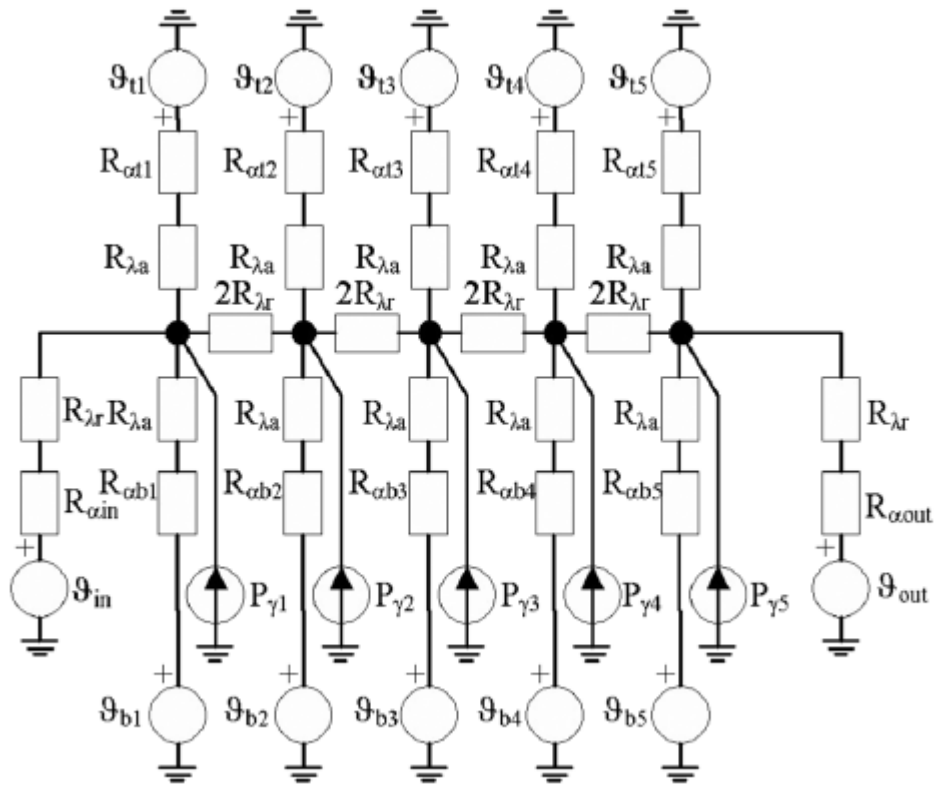 ϑt1 ϑt2 ϑt3 ϑt4 ϑt5
+ + + + +
Rαt1 Rαt2 Rαt3 Rαt4 Rαt5
Rλa Rλa Rλa Rλa Rλa
2Rλr 2Rλr 2Rλr 2Rλr
Rλr Rλa Rλa Rλa Rλa Rλa Rλr
Rαin Rαb1 Rαb2 Rαb3 Rαb4 Rαb5 Rαout
+ +
ϑin Pγ1 Pγ2 Pγ3 Pγ4 Pγ5 ϑout
+ + + + +
ϑb1 ϑb2 ϑb3 ϑb4 ϑb5